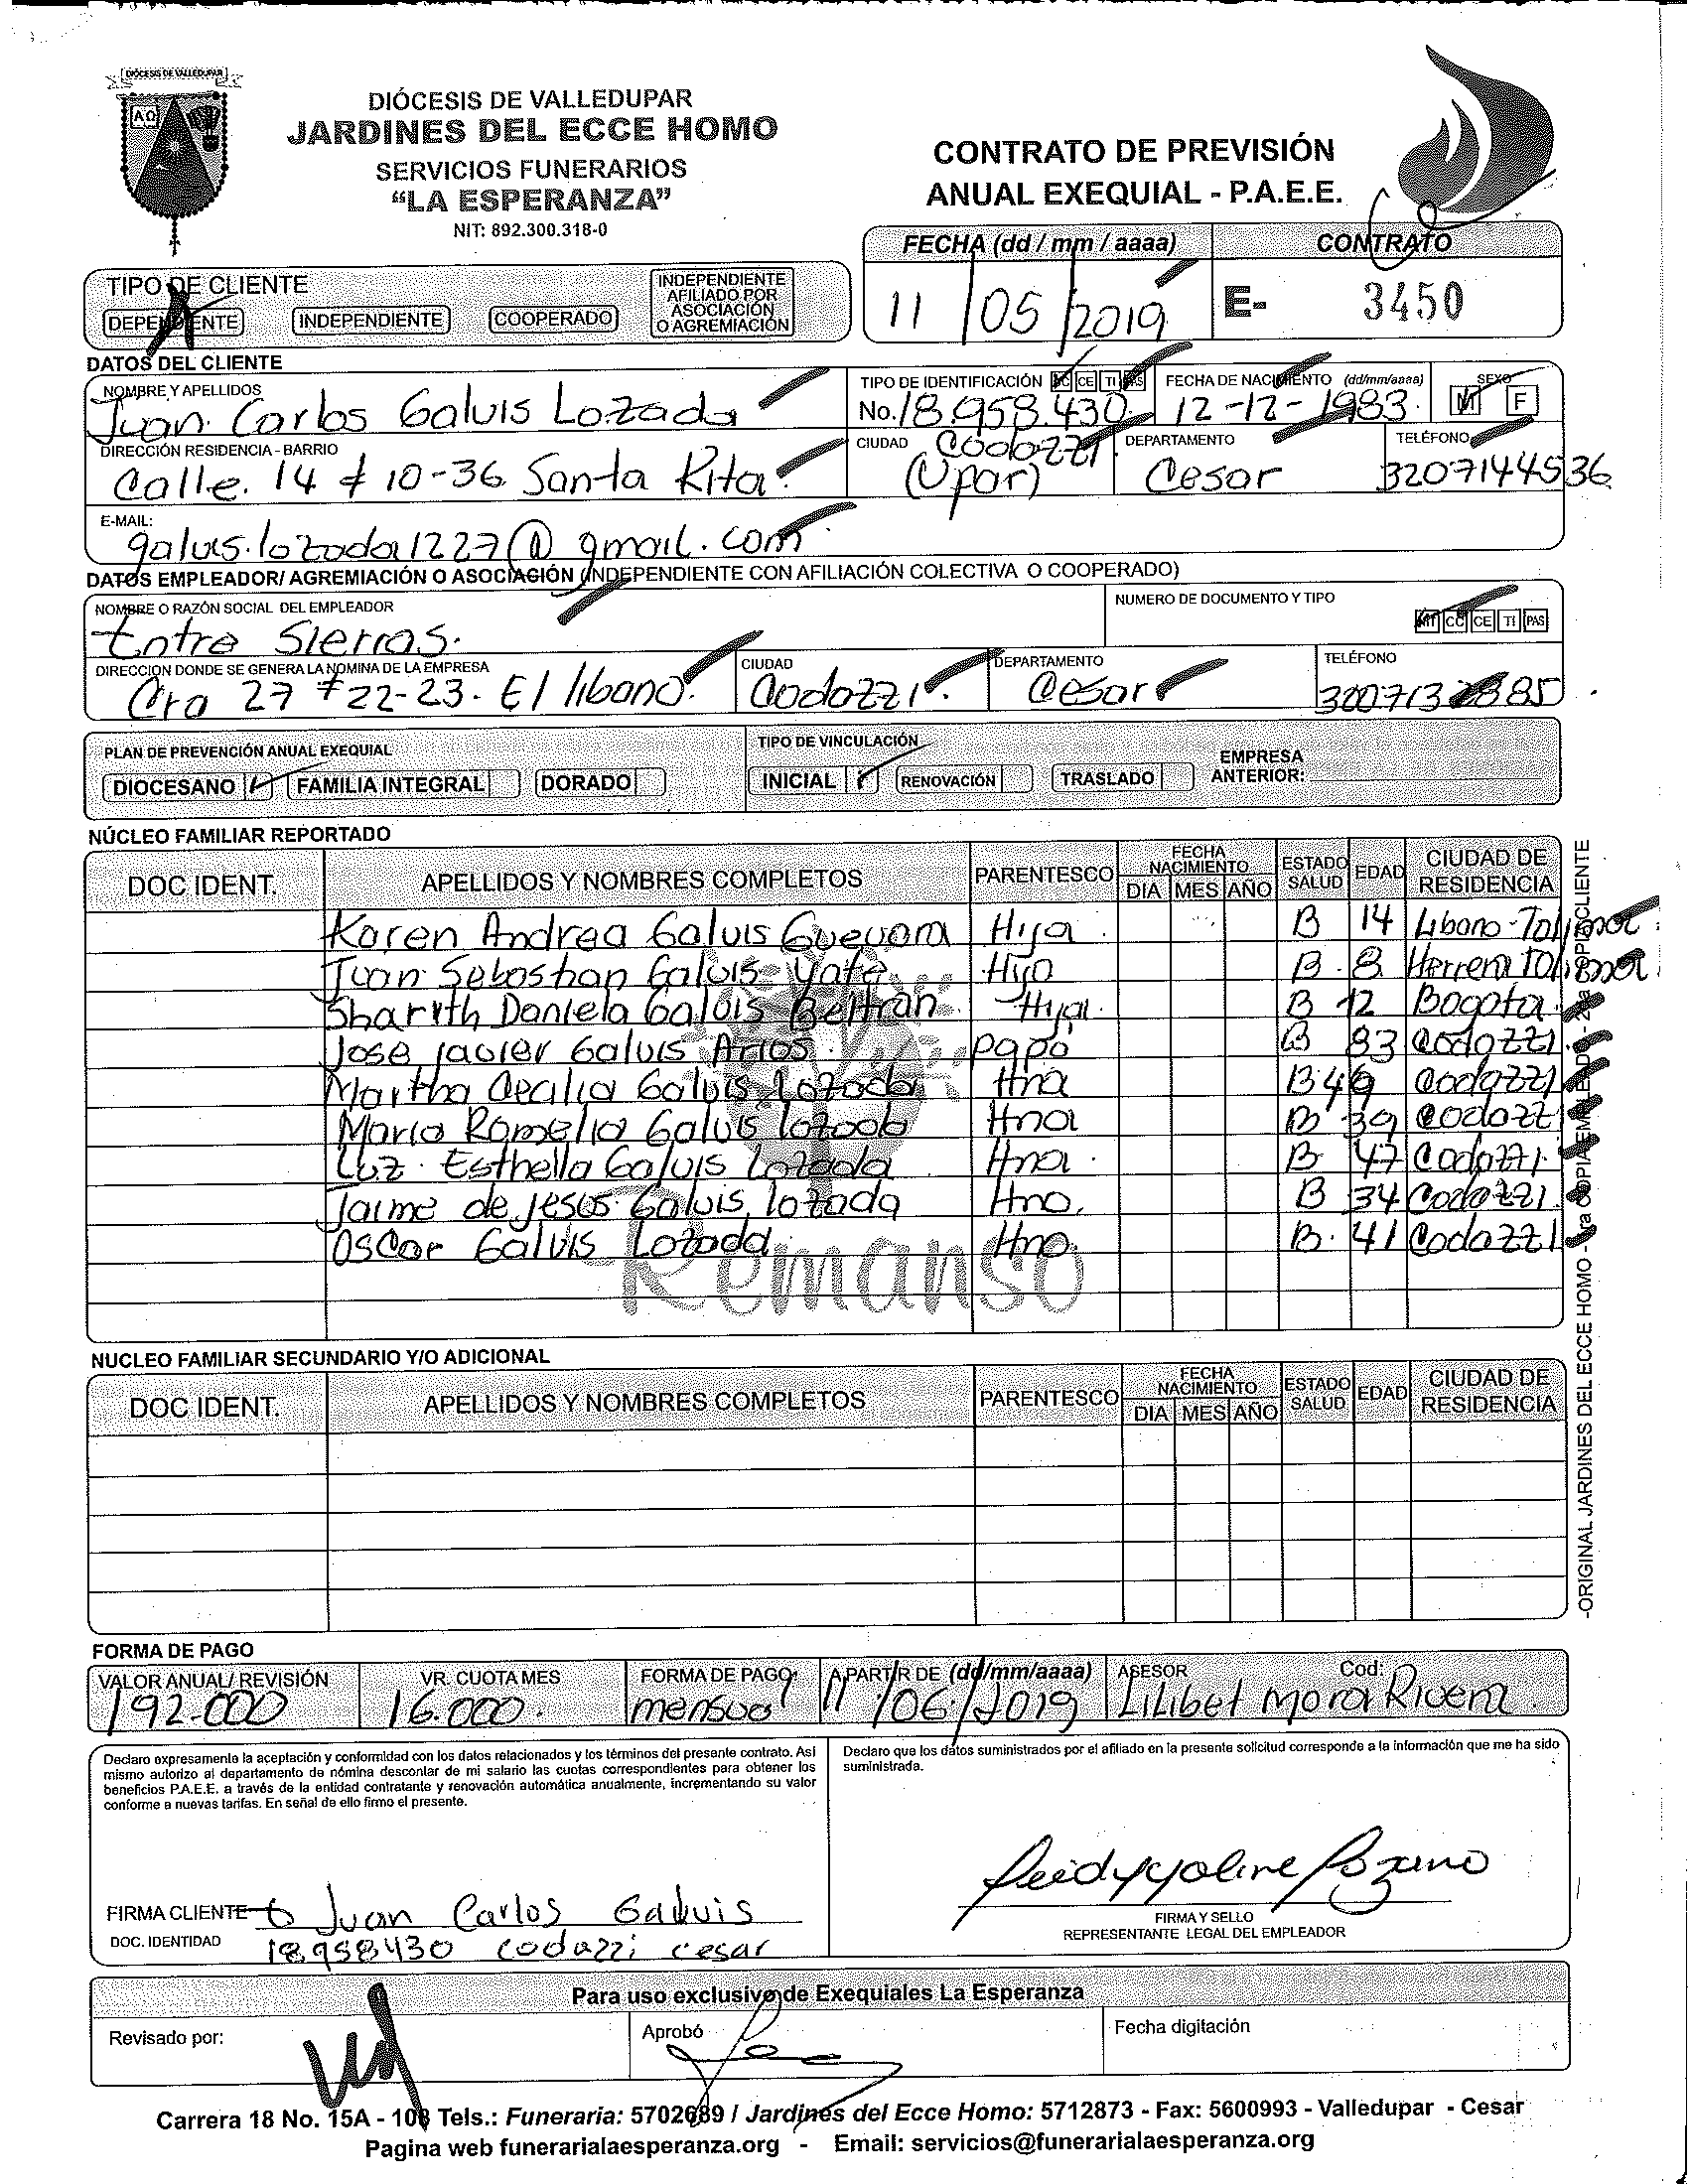 DIÓCESIS DE VALLEDUPAR
DIÓCESIS DE VALLEDUPAR
JARDINES DEL ECCE HOMO
SERVICIOS FUNERARIOS
“LA ESPERANZA”
NIT: 892.300.318-0
CONTRATO DE PREVISIÓN
ANUAL EXEQUIAL - P.A.E.E.
FECHA (dd / mm / aaaa) CONTRATO
11 / 05 / 2019 E- 3450
TIPO DE CLIENTE
DEPENDIENTE INDEPENDIENTE COOPERADO INDEPENDIENTE AFILIADO POR ASOCIACIÓN O AGREMIACIÓN
DATOS DEL CLIENTE
NOMBRE Y APELLIDOS TIPO DE IDENTIFICACIÓN CC CE TI PAS FECHA DE NACIMIENTO (dd/mm/aaaa) SEXO
Juan Carlos Galvis Lozada No. 18.958.430 12-12-1983 M F
DIRECCIÓN RESIDENCIA - BARRIO CIUDAD DEPARTAMENTO TELÉFONO
Calle. 14 # 10-36 Santa Rita. Codazzi (Upar) Cesar 3207144536
E-MAIL:
galvis.lozada1227@gmail.com
DATOS EMPLEADOR/ AGREMIACIÓN O ASOCIACIÓN (INDEPENDIENTE CON AFILIACIÓN COLECTIVA O COOPERADO)
NOMBRE O RAZÓN SOCIAL DEL EMPLEADOR NUMERO DE DOCUMENTO Y TIPO
Entre Sierras. NIT CC CE TI PAS
DIRECCION DONDE SE GENERA LA NOMINA DE LA EMPRESA CIUDAD DEPARTAMENTO TELÉFONO
Cra 27 # 22-23. El libano. Codazzi. Cesar
PLAN DE PREVENCIÓN ANUAL EXEQUIAL TIPO DE VINCULACIÓN
DIOCESANO FAMILIA INTEGRAL DORADO INICIAL RENOVACIÓN TRASLADO EMPRESA ANTERIOR:
NÚCLEO FAMILIAR REPORTADO
DOC IDENT. APELLIDOS Y NOMBRES COMPLETOS PARENTESCO FECHA NACIMIENTO DIA MES AÑO ESTADO SALUD EDAD CIUDAD DE RESIDENCIA
Karen Andrea Galvis Guevara Hija B 14 Libano-Tolima
Juan Sebastian Galvis Yate Hijo B 8 Herrera Tolima
Sharith Daniela Galvis Beltran Hija B 12 Bogota
Jose Javier Galvis Arias. papa B 83 Codazzi
Martha Cecilia Galvis Lozada Hna B 49 Codazzi
Maria Romelia Galvis Lozada Hna B 39 Codazzi
Luz Esthella Galvis Lozada Hna B 47 Codazzi
Jaime de Jesus Galvis lozada Hno. B 34 Codazzi
Oscar Galvis Lozada. Hno. B. 41 Codazzi
Remanso
NUCLEO FAMILIAR SECUNDARIO Y/O ADICIONAL
DOC IDENT. APELLIDOS Y NOMBRES COMPLETOS PARENTESCO FECHA NACIMIENTO DIA MES AÑO ESTADO SALUD EDAD CIUDAD DE RESIDENCIA
FORMA DE PAGO
VALOR ANUAL/ REVISIÓN VR. CUOTA MES FORMA DE PAGO A PARTIR DE (dd/mm/aaaa) ASESOR Cod:
192.000 16.000. mensual 11/06/2019 Lilibet Mora Rivera
Declaro expresamente la aceptación y conformidad con los datos relacionados y los términos del presente contrato. Así
mismo autorizo al departamento de nómina descontar de mi salario las cuotas correspondientes para obtener los
beneficios P.A.E.E. a través de la entidad contratante y renovación automática anualmente, incrementando su valor
conforme a nuevas tarifas. En señal de ello firmo el presente.
Declaro que los datos suministrados por el afiliado en la presente solicitud corresponde a la información que me ha sido
suministrada.
FIRMA CLIENTE Juan Carlos Galvis
DOC. IDENTIDAD 18958430 codazzi cesar
FIRMA Y SELLO
REPRESENTANTE LEGAL DEL EMPLEADOR
Para uso exclusivo de Exequiales La Esperanza
Revisado por: Aprobó Fecha digitación
Carrera 18 No. 15A - 108 Tels.: Funeraria: 5702689 / Jardines del Ecce Homo: 5712873 - Fax: 5600993 - Valledupar - Cesar
Pagina web funerarialaesperanza.org - Email: servicios@funerarialaesperanza.org